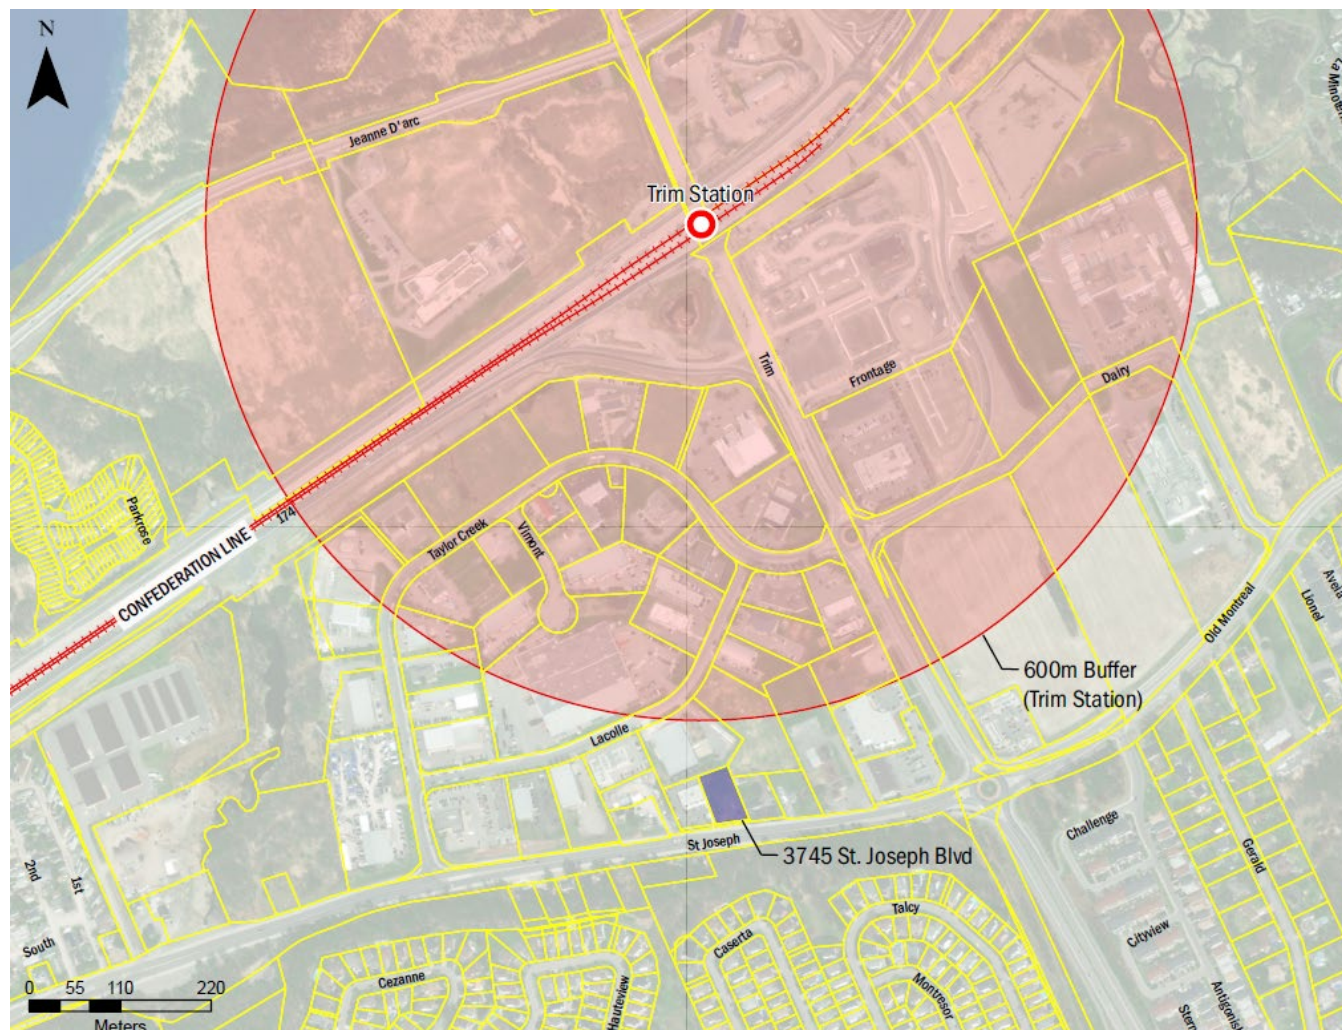 N
La Minoterie
Jeanne D'arc
Trim Station
Trim
Frontage
Dairy
Parkrose
174
CONFEDERATION LINE
Taylor Creek
Vimont
Old Montreal
Lionel
600m Buffer
(Trim Station)
Lacolle
St Joseph
3745 St. Joseph Blvd
Challenge
Gerald
2nd
1st
South
Talcy
Caserta
Cityview
Cezanne
Hauteview
Montresor
0 55 110 220
Meters